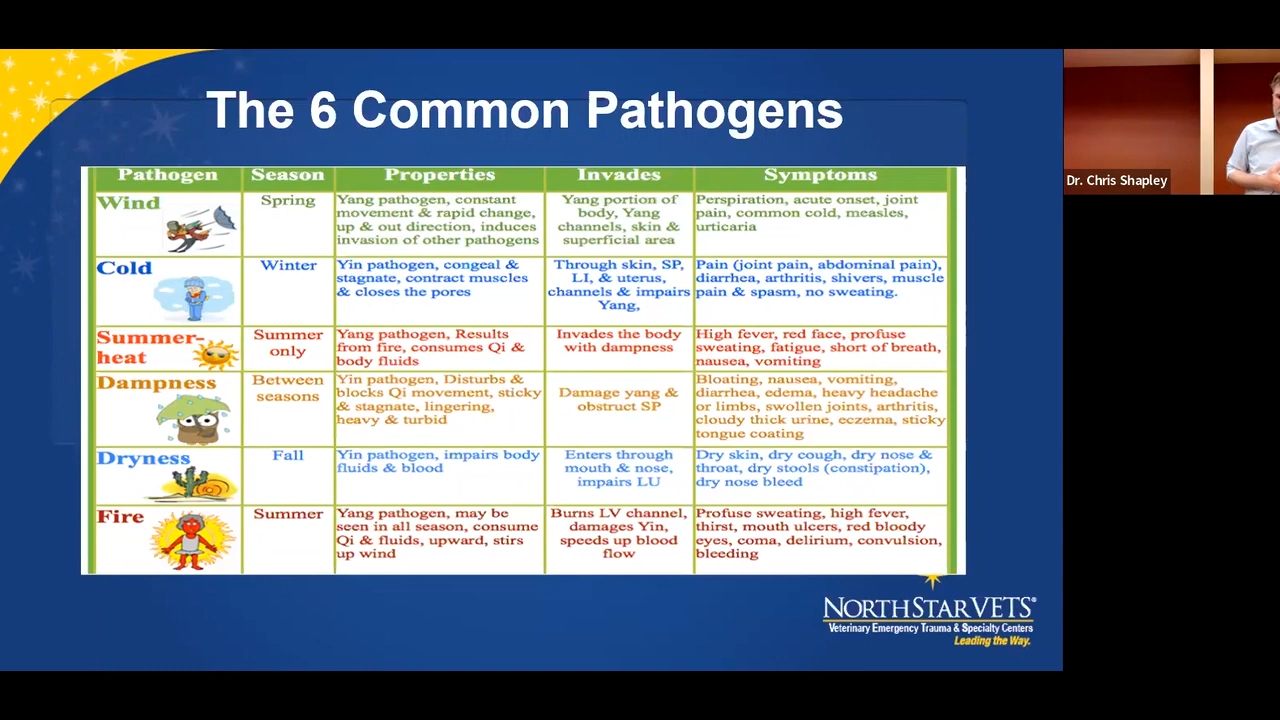 The 6 Common Pathogens
Pathogen Season Properties Invades Symptoms
Wind
Spring
Yang pathogen, constant
movement & rapid change,
up & out direction, induces
invasion of other pathogens
Yang portion of
body, Yang
channels, skin &
superficial area
Perspiration, acute onset, joint
pain, common cold, measles,
urticaria
Cold
Winter
Yin pathogen, congeal &
stagnate, contract muscles
& closes the pores
Through skin, SP,
LI, & uterus,
channels & impairs
Yang,
Pain (joint pain, abdominal pain),
diarrhea, arthritis, shivers, muscle
pain & spasm, no sweating.
Summer-
heat
Summer
only
Yang pathogen, Results
from fire, consumes Qi &
body fluids
Invades the body
with dampness
High fever, red face, profuse
sweating, fatigue, short of breath,
nausea, vomiting
Dampness
Between
seasons
Yin pathogen, Disturbs &
blocks Qi movement, sticky
& stagnate, lingering,
heavy & turbid
Damage yang &
obstruct SP
Bloating, nausea, vomiting,
diarrhea, edema, heavy headache
or limbs, swollen joints, arthritis,
cloudy thick urine, eczema, sticky
tongue coating
Dryness
Fall
Yin pathogen, impairs body
fluids & blood
Enters through
mouth & nose,
impairs LU
Dry skin, dry cough, dry nose &
throat, dry stools (constipation),
dry nose bleed
Fire
Summer
Yang pathogen, may be
seen in all season, consume
Qi & fluids, upward, stirs
up wind
Burns LV channel,
damages Yin,
speeds up blood
flow
Profuse sweating, high fever,
thirst, mouth ulcers, red bloody
eyes, coma, delirium, convulsion,
bleeding
NORTHSTARVETS®
Veterinary Emergency Trauma & Specialty Centers
Leading the Way.
Dr. Chris Shapley